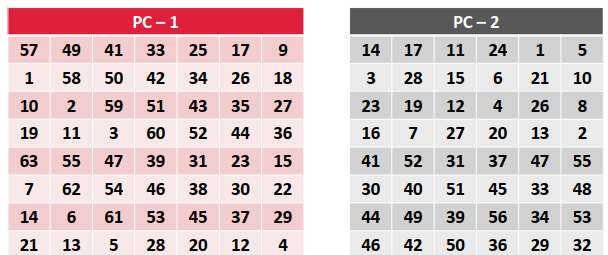 PC – 1
57 49 41 33 25 17 9
1 58 50 42 34 26 18
10 2 59 51 43 35 27
19 11 3 60 52 44 36
63 55 47 39 31 23 15
7 62 54 46 38 30 22
14 6 61 53 45 37 29
21 13 5 28 20 12 4
PC – 2
14 17 11 24 1 5
3 28 15 6 21 10
23 19 12 4 26 8
16 7 27 20 13 2
41 52 31 37 47 55
30 40 51 45 33 48
44 49 39 56 34 53
46 42 50 36 29 32